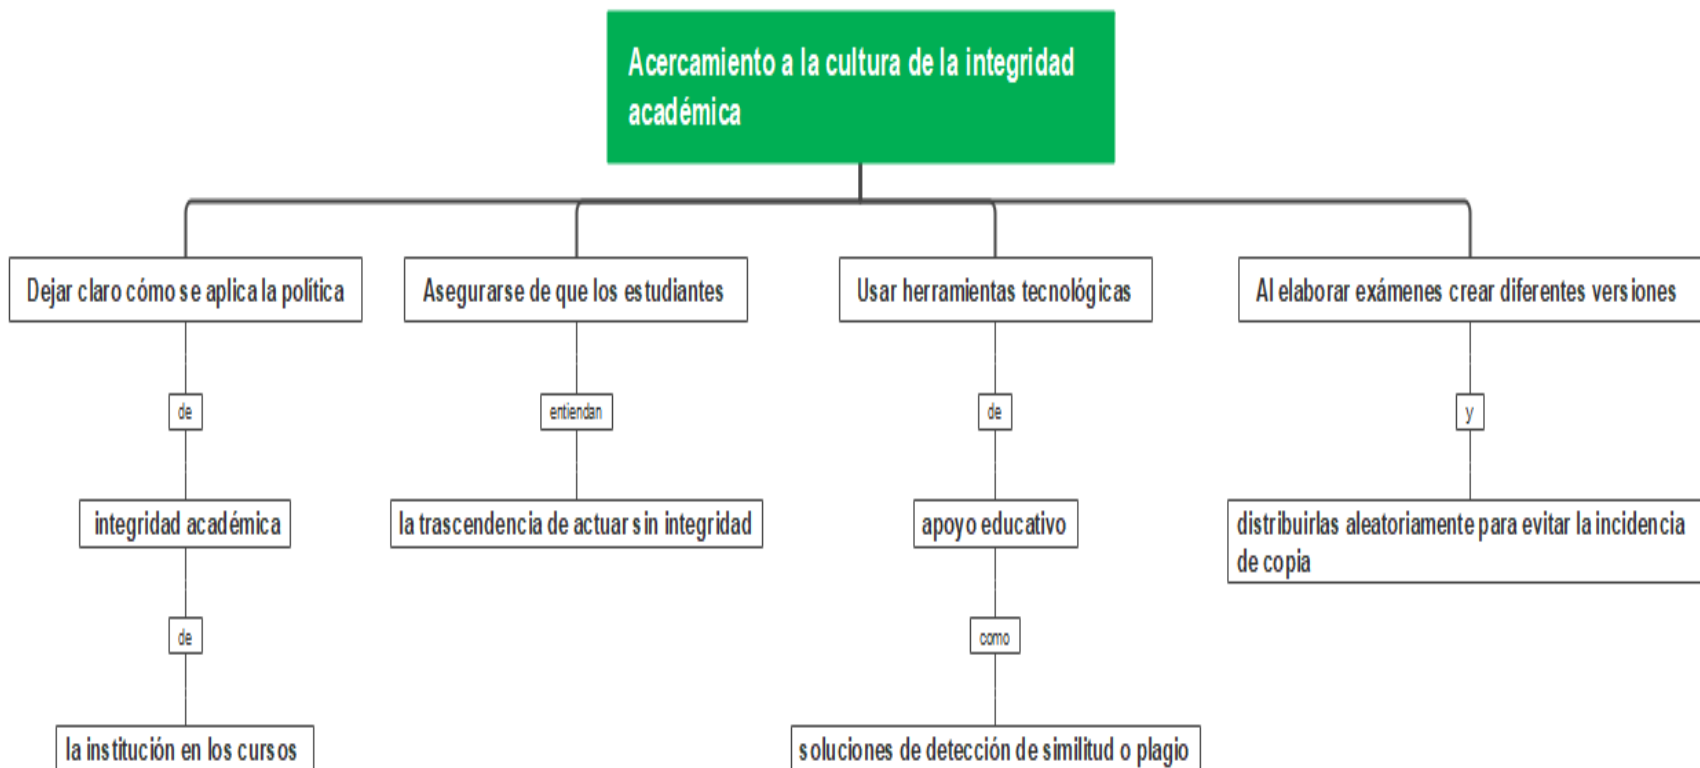 Acercamiento a la cultura de la integridad
académica
Dejar claro cómo se aplica la política
Asegurarse de que los estudiantes
Usar herramientas tecnológicas
Al elaborar exámenes crear diferentes versiones
de
entiendan
de
y
integridad académica
la trascendencia de actuar sin integridad
apoyo educativo
distribuirlas aleatoriamente para evitar la incidencia
de copia
de
como
la institución en los cursos
soluciones de detección de similitud o plagio